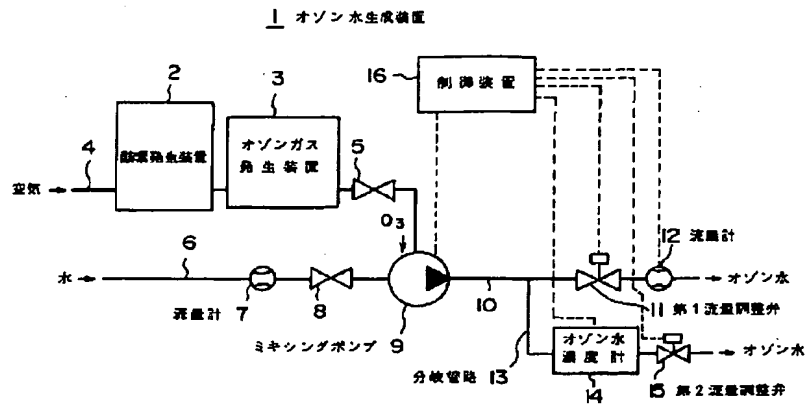 1 オゾン水生成装置
2
3
16
制御装置
4
酸素発生装置
オゾンガス
発生装置
5
空気
O3
6
12 流量計
水
オゾン水
7
8
10
11 第1流量調整弁
流量計
9
ミキシングポンプ
オゾン水
濃度計
オゾン水
分岐管路 13
14
15 第2流量調整弁